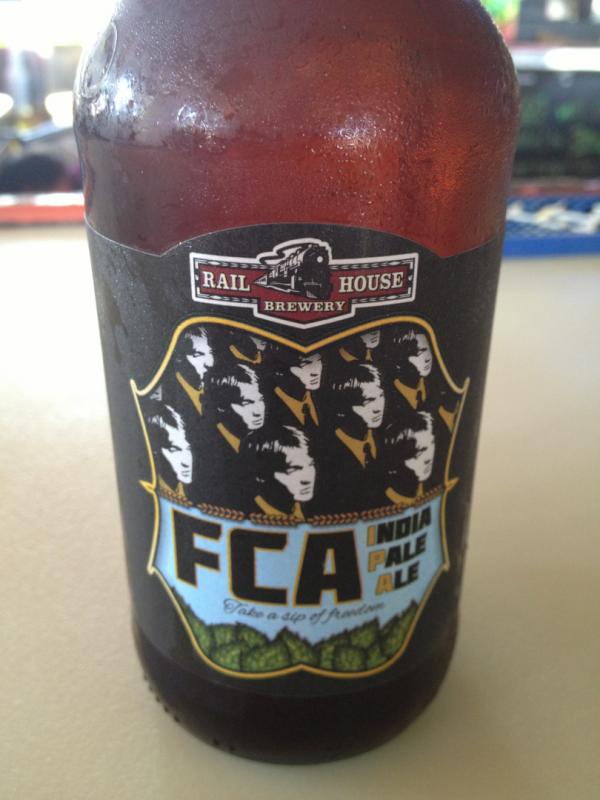 RAIL HOUSE
BREWERY
FCA
INDIA
PALE
ALE
Take a sip of freedom